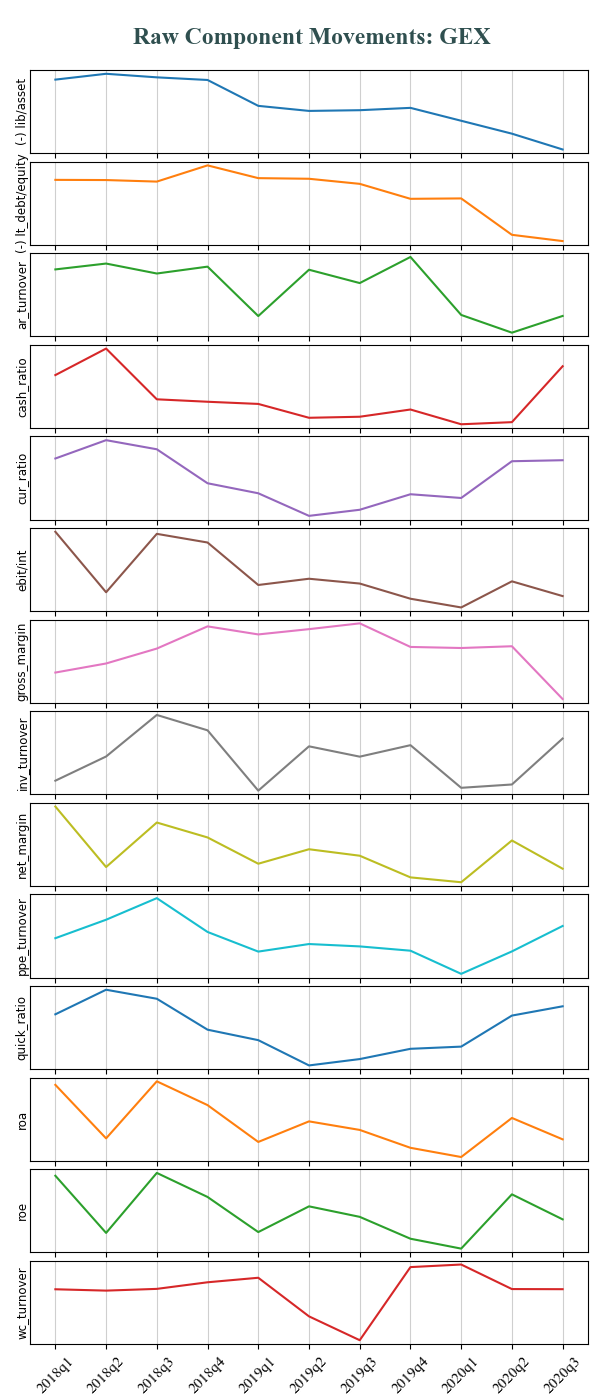 Raw Component Movements: GEX
(-) lib/asset
(-) lt_debt/equity
ar_turnover
cash_ratio
cur_ratio
ebit/int
gross_margin
inv_turnover
net_margin
ppe_turnover
quick_ratio
roa
roe
wc_turnover
2018q1 2018q2 2018q3 2018q4 2019q1 2019q2 2019q3 2019q4 2020q1 2020q2 2020q3